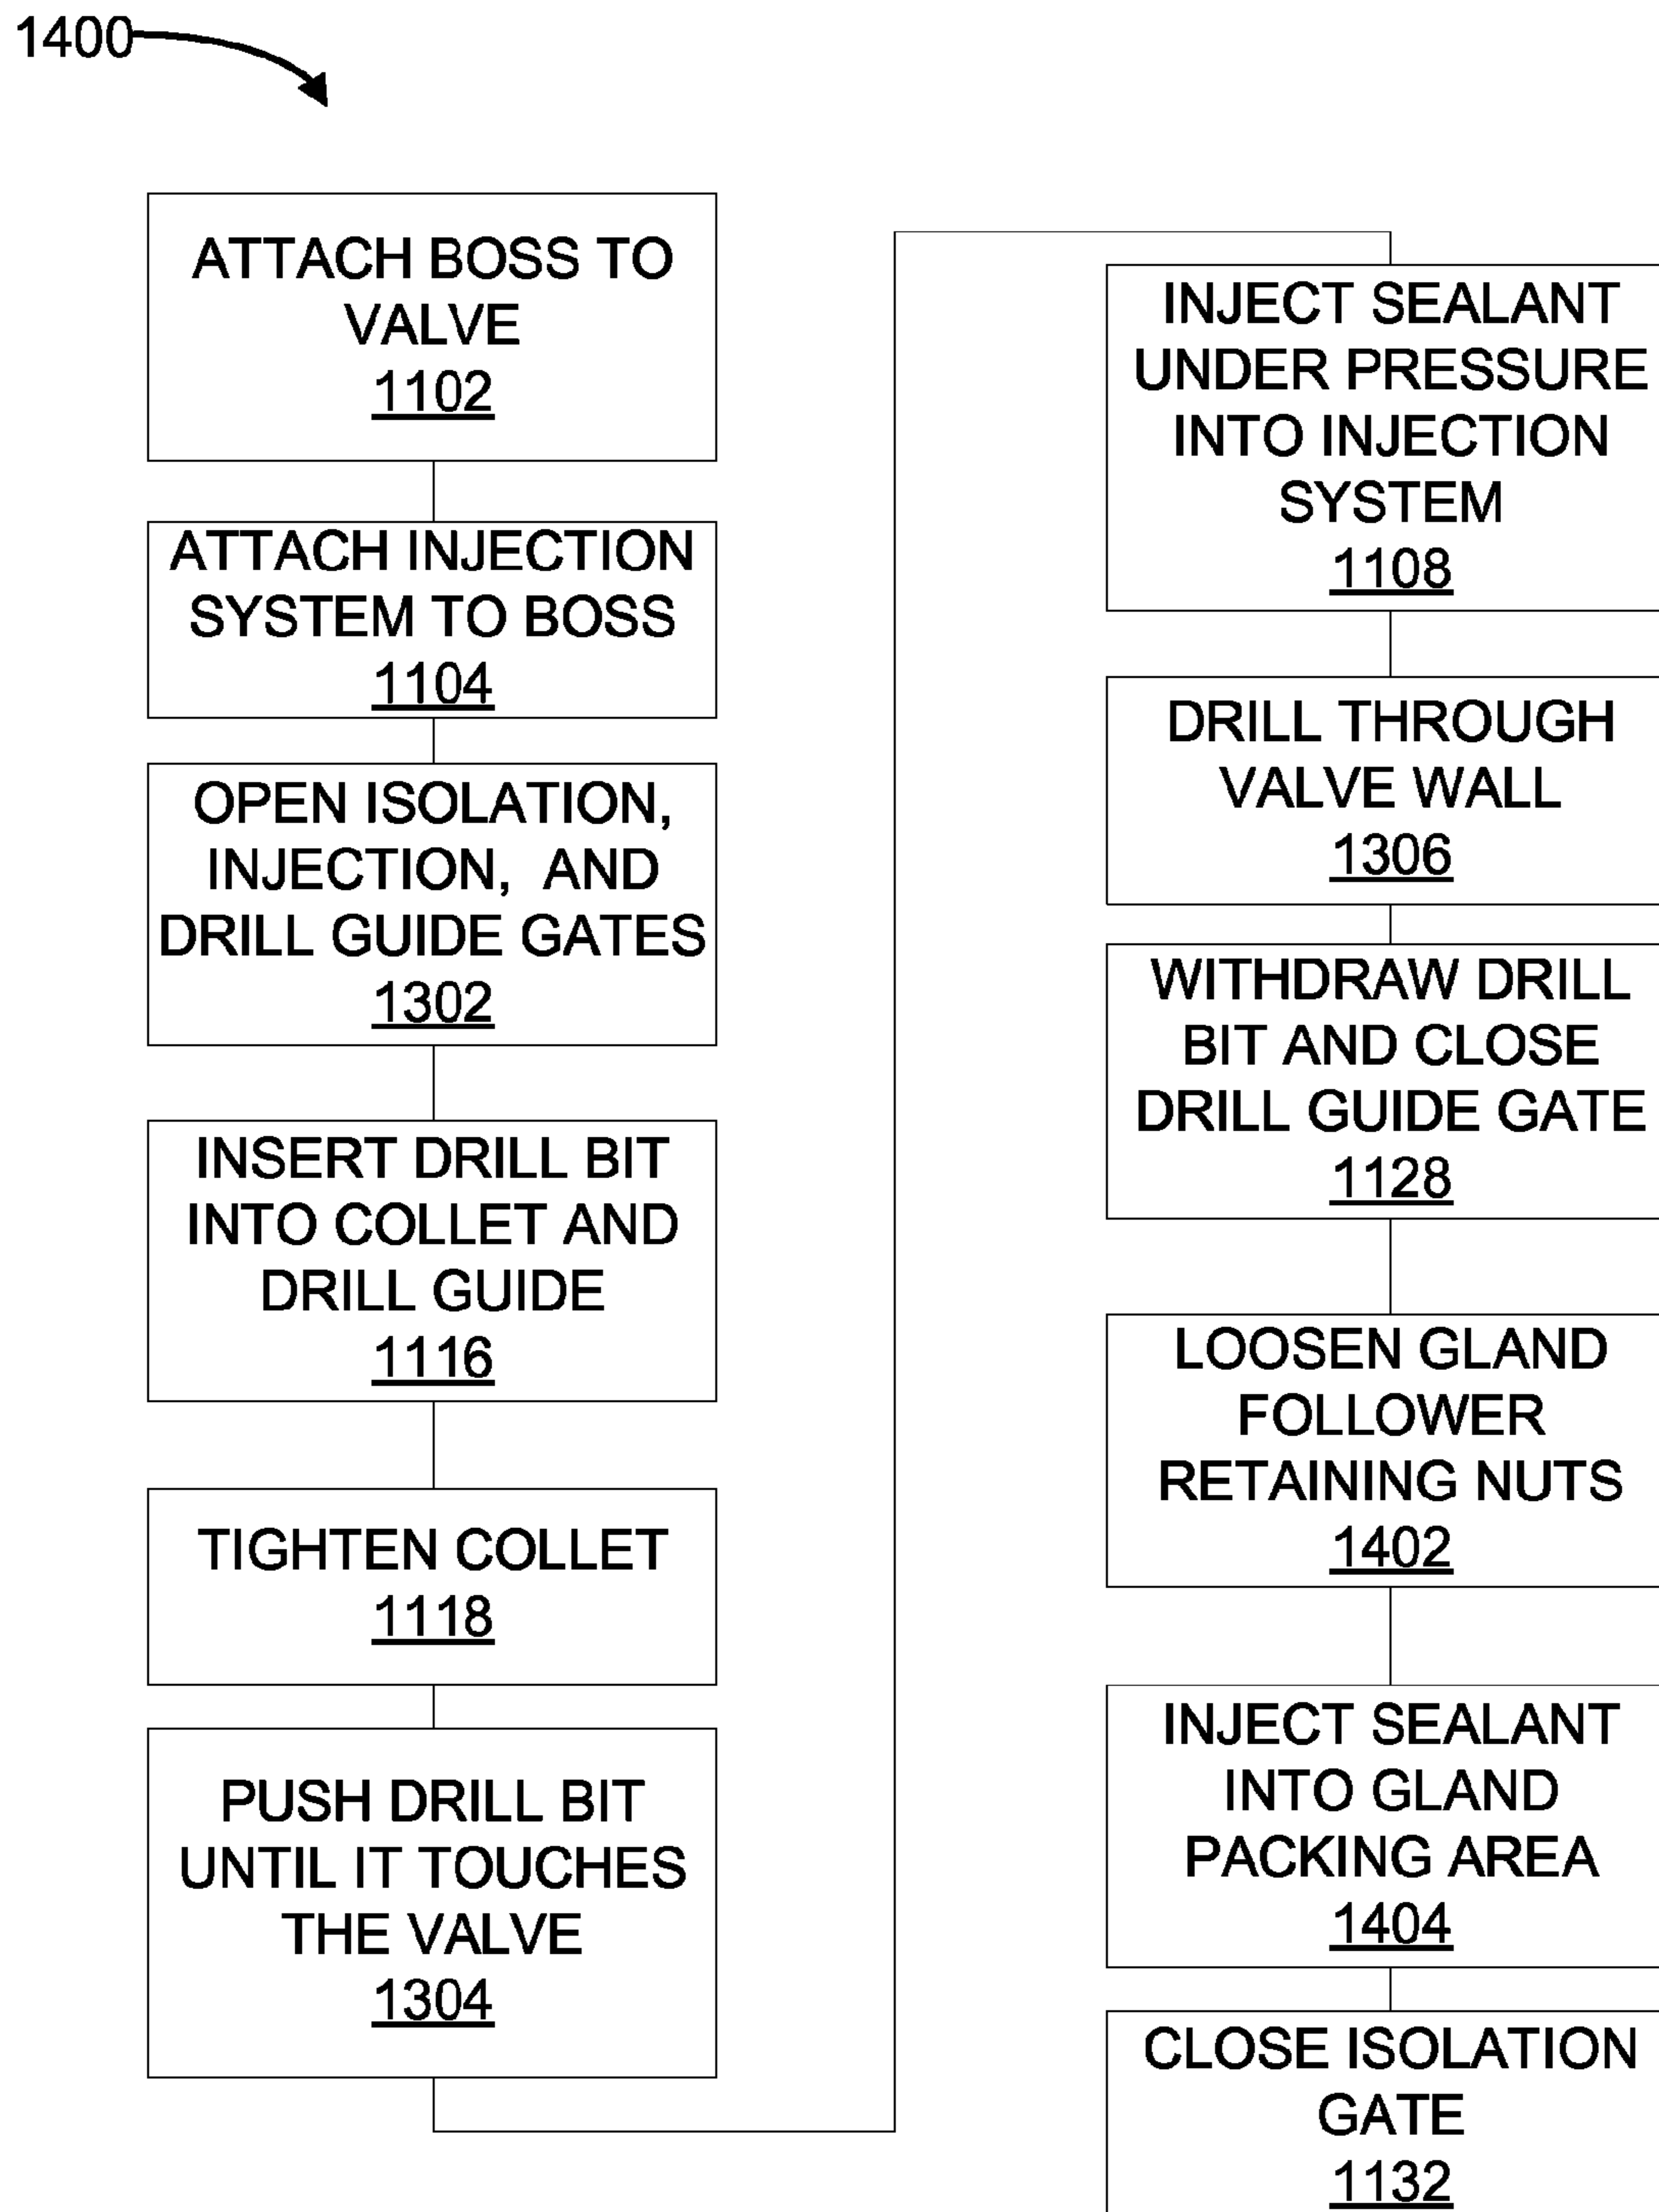 1400
ATTACH BOSS TO
VALVE
1102
ATTACH INJECTION
SYSTEM TO BOSS
1104
OPEN ISOLATION,
INJECTION, AND
DRILL GUIDE GATES
1302
INSERT DRILL BIT
INTO COLLET AND
DRILL GUIDE
1116
TIGHTEN COLLET
1118
PUSH DRILL BIT
UNTIL IT TOUCHES
THE VALVE
1304
INJECT SEALANT
UNDER PRESSURE
INTO INJECTION
SYSTEM
1108
DRILL THROUGH
VALVE WALL
1306
WITHDRAW DRILL
BIT AND CLOSE
DRILL GUIDE GATE
1128
LOOSEN GLAND
FOLLOWER
RETAINING NUTS
1402
INJECT SEALANT
INTO GLAND
PACKING AREA
1404
CLOSE ISOLATION
GATE
1132